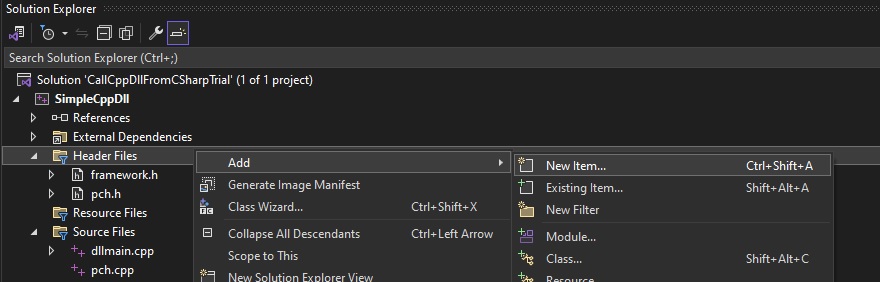 Solution Explorer
Search Solution Explorer (Ctrl+;)
Solution 'CallCppDllFromCSharpTrial' (1 of 1 project)
SimpleCppDll
References
External Dependencies
Header Files
Add
New Item... Ctrl+Shift+A
framework.h
Generate Image Manifest
Existing Item... Shift+Alt+A
pch.h
Class Wizard... Ctrl+Shift+X
New Filter
Resource Files
Source Files
Collapse All Descendants Ctrl+Left Arrow
Module...
dllmain.cpp
Scope to This
Class... Shift+Alt+C
pch.cpp
New Solution Explorer View
Resource...